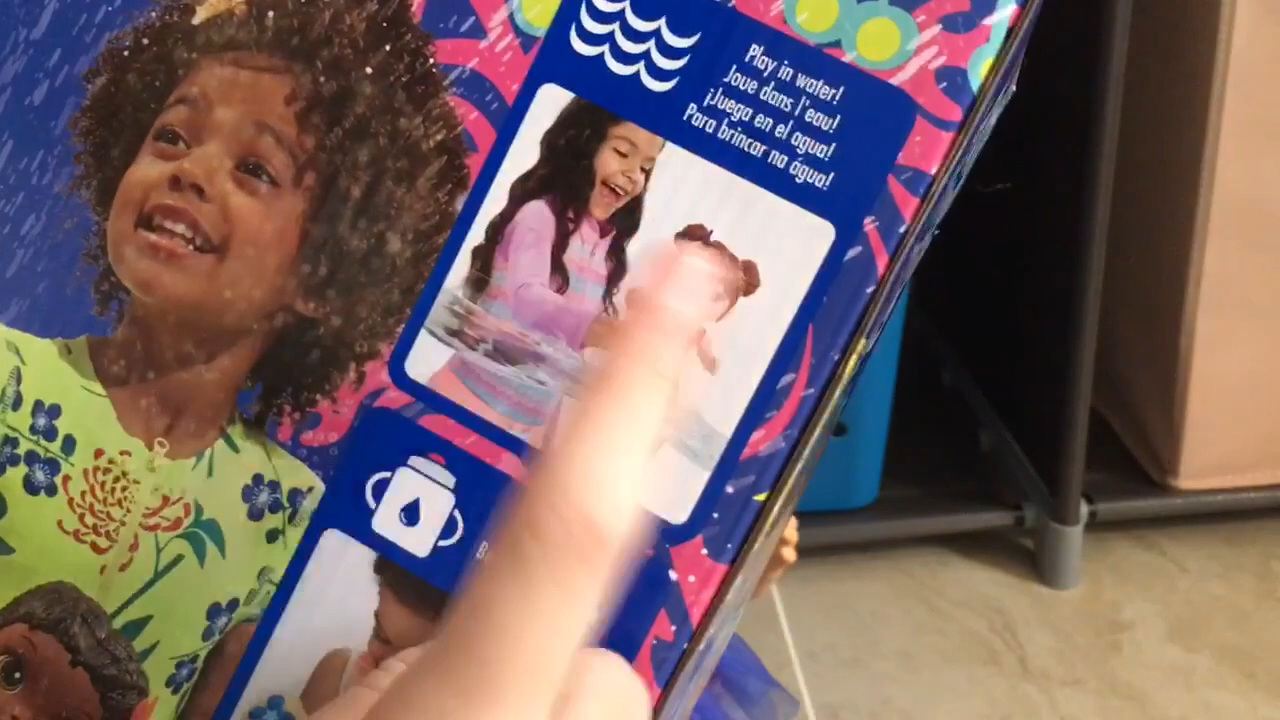 Play in water!
Joue dans l'eau!
¡Juega en el agua!
Para brincar na água!